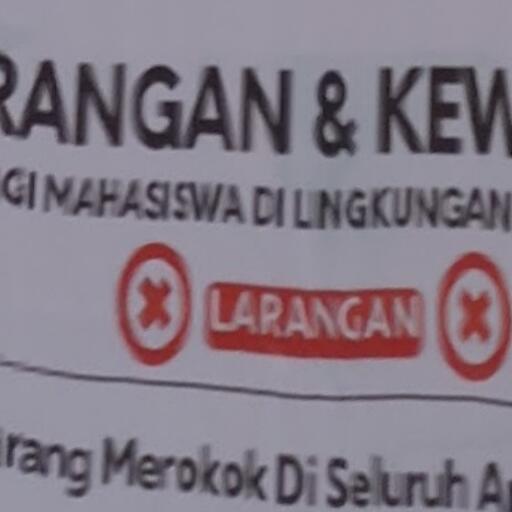 RANGAN & KEW
GI MAHASISWA DI LINGKUNGAN
LARANGAN
rang Merokok Di Seluruh A